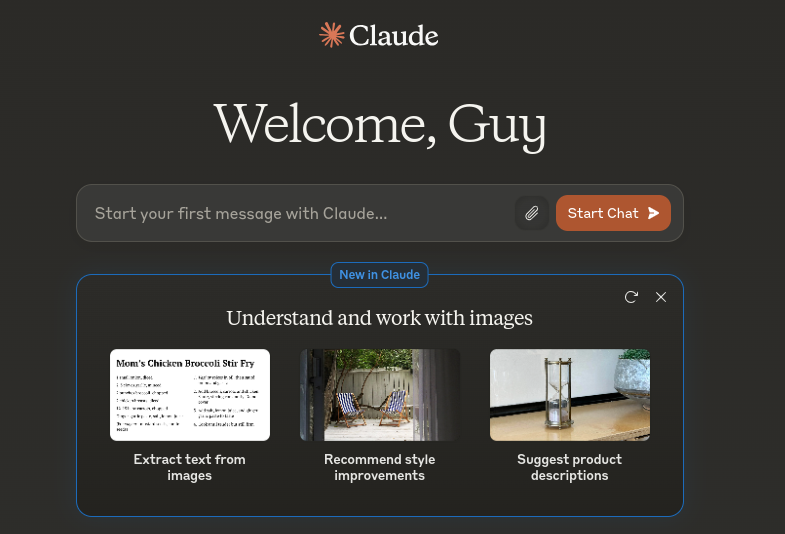 Claude
Welcome, Guy
Start your first message with Claude...
Start Chat
New in Claude
Understand and work with images
Mom's Chicken Broccoli Stir Fry
Extract text from
images
Recommend style
improvements
Suggest product
descriptions